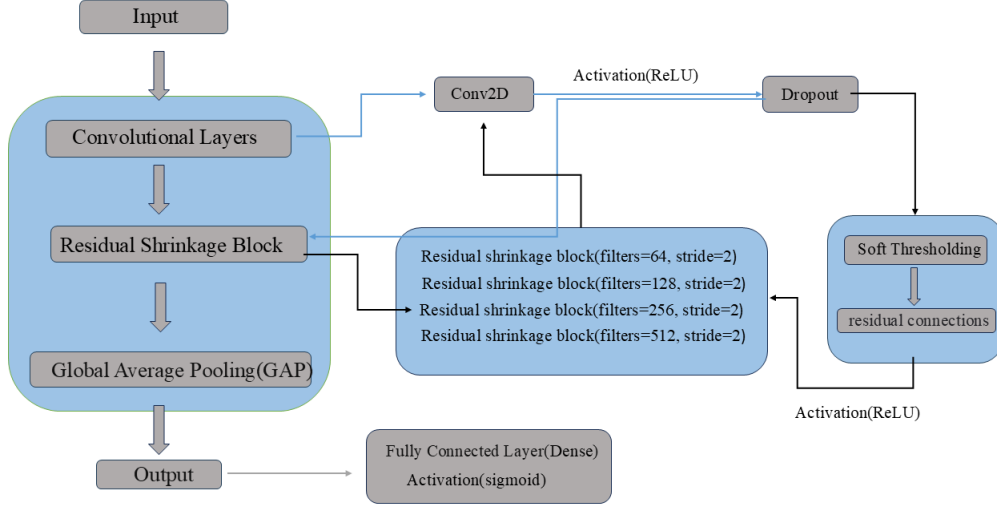 Input
Convolutional Layers
Residual Shrinkage Block
Global Average Pooling(GAP)
Output
Conv2D
Activation(ReLU)
Dropout
Residual shrinkage block(filters=64, stride=2)
Residual shrinkage block(filters=128, stride=2)
Residual shrinkage block(filters=256, stride=2)
Residual shrinkage block(filters=512, stride=2)
Soft Thresholding
residual connections
Activation(ReLU)
Fully Connected Layer(Dense)
Activation(sigmoid)